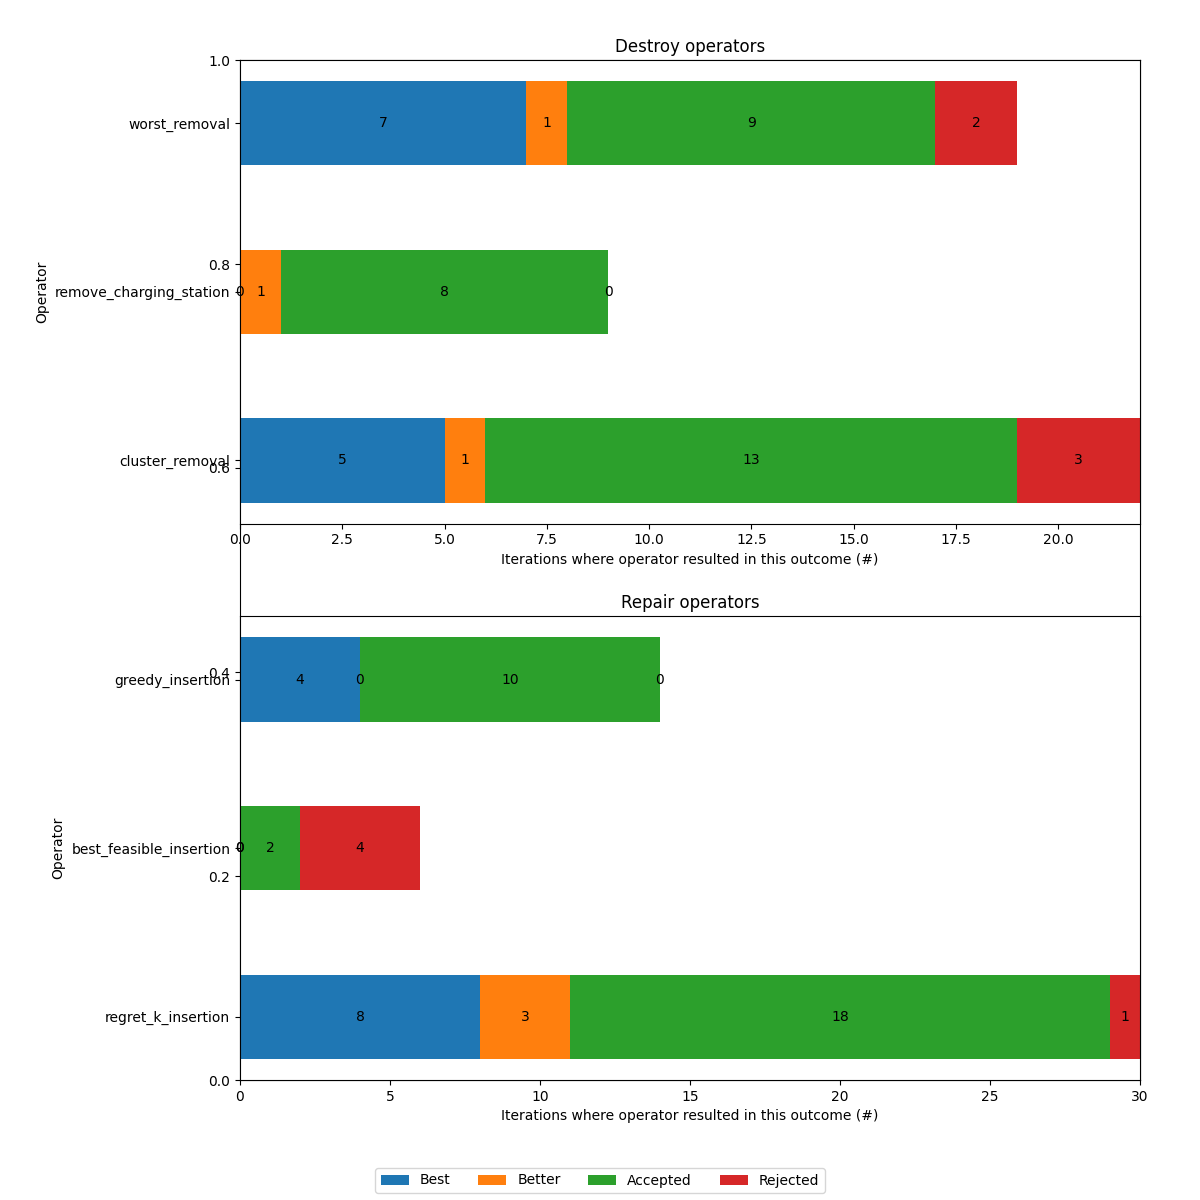 Destroy operators
1.0
worst_removal
7 1 9 2
Operator
0.8
remove_charging_station
0 1 8 0
cluster_removal
0.6
5 1 13 3
0.0 2.5 5.0 7.5 10.0 12.5 15.0 17.5 20.0
Iterations where operator resulted in this outcome (#)
Repair operators
0.4
greedy_insertion
4 0 10 0
Operator
best_feasible_insertion
0 0 2 4
0.2
regret_k_insertion
8 3 18 1
0.0
0 5 10 15 20 25 30
Iterations where operator resulted in this outcome (#)
Best Better Accepted Rejected